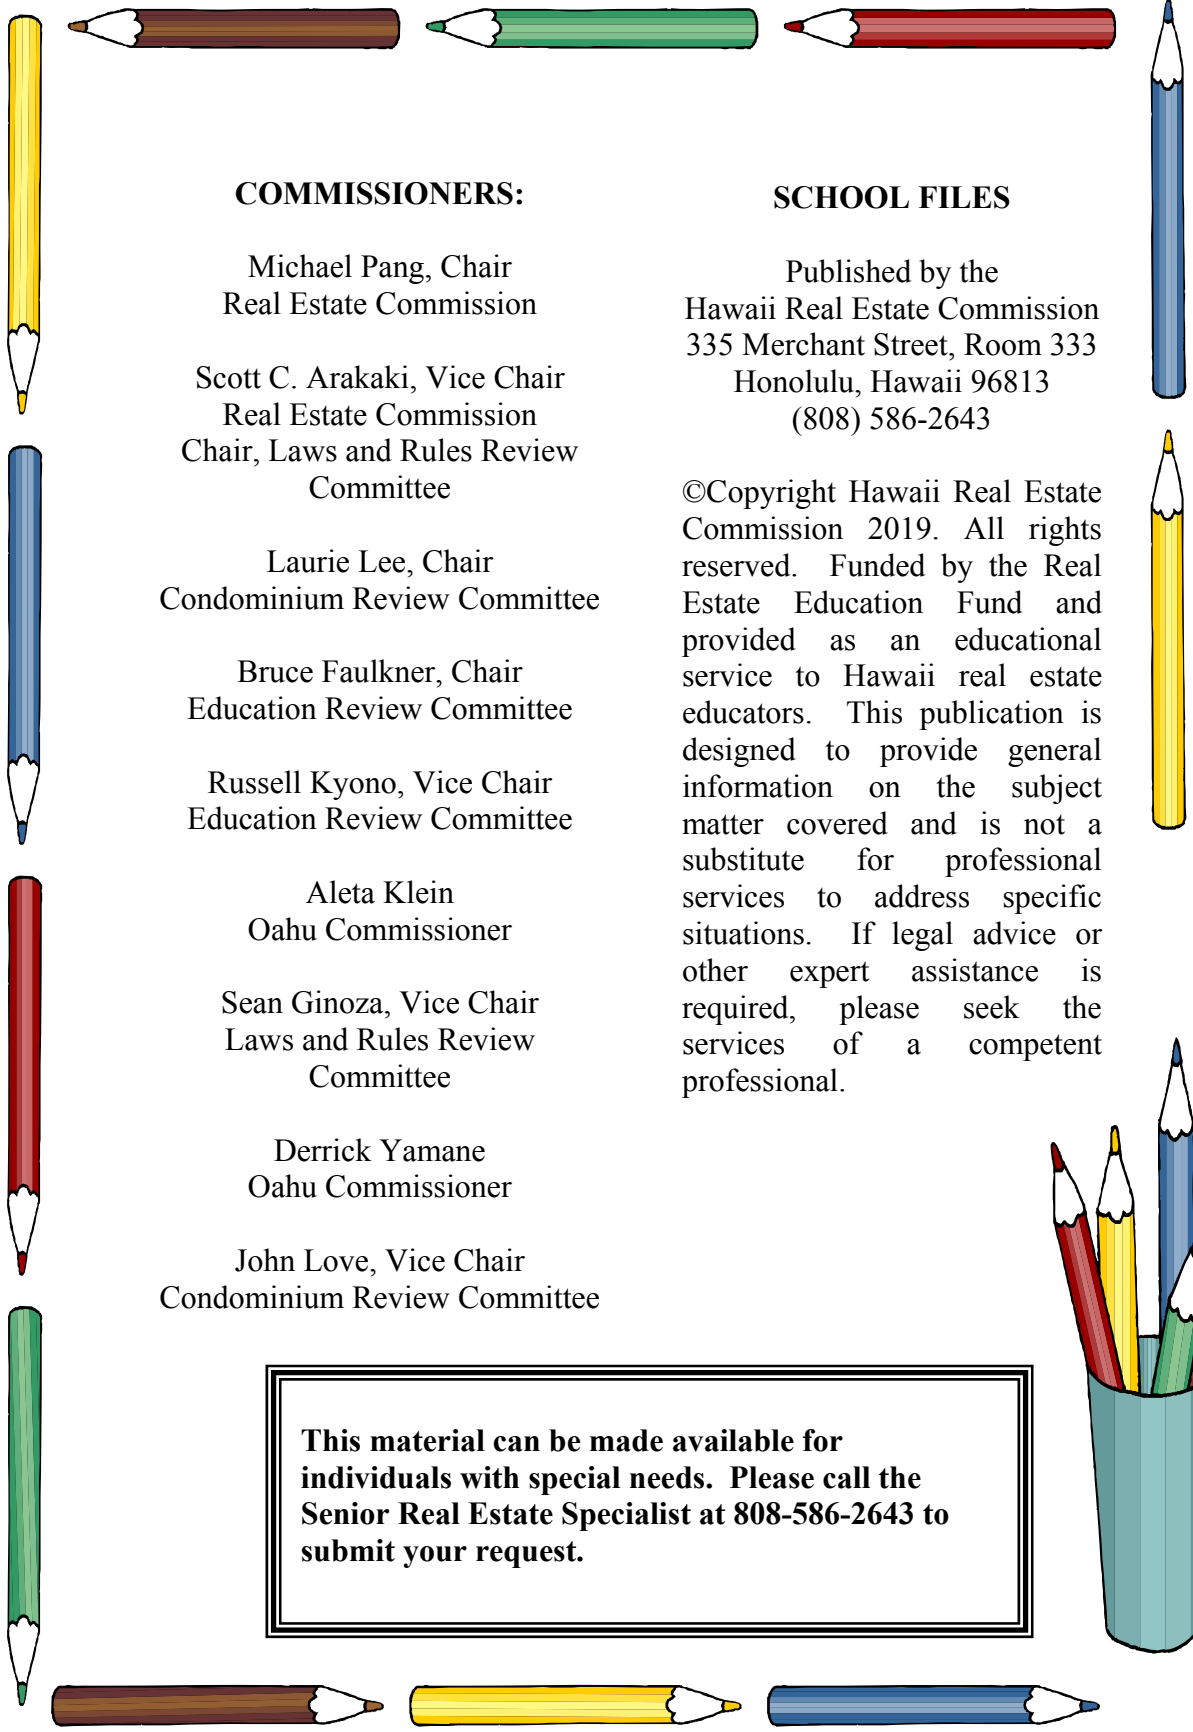 COMMISSIONERS:
Michael Pang, Chair
Real Estate Commission
Scott C. Arakaki, Vice Chair
Real Estate Commission
Chair, Laws and Rules Review
Committee
Laurie Lee, Chair
Condominium Review Committee
Bruce Faulkner, Chair
Education Review Committee
Russell Kyono, Vice Chair
Education Review Committee
Aleta Klein
Oahu Commissioner
Sean Ginoza, Vice Chair
Laws and Rules Review
Committee
Derrick Yamane
Oahu Commissioner
John Love, Vice Chair
Condominium Review Committee
SCHOOL FILES
Published by the
Hawaii Real Estate Commission
335 Merchant Street, Room 333
Honolulu, Hawaii 96813
(808) 586-2643
©Copyright Hawaii Real Estate
Commission 2019. All rights
reserved. Funded by the Real
Estate Education Fund and
provided as an educational
service to Hawaii real estate
educators. This publication is
designed to provide general
information on the subject
matter covered and is not a
substitute for professional
services to address specific
situations. If legal advice or
other expert assistance is
required, please seek the
services of a competent
professional.
This material can be made available for
individuals with special needs. Please call the
Senior Real Estate Specialist at 808-586-2643 to
submit your request.